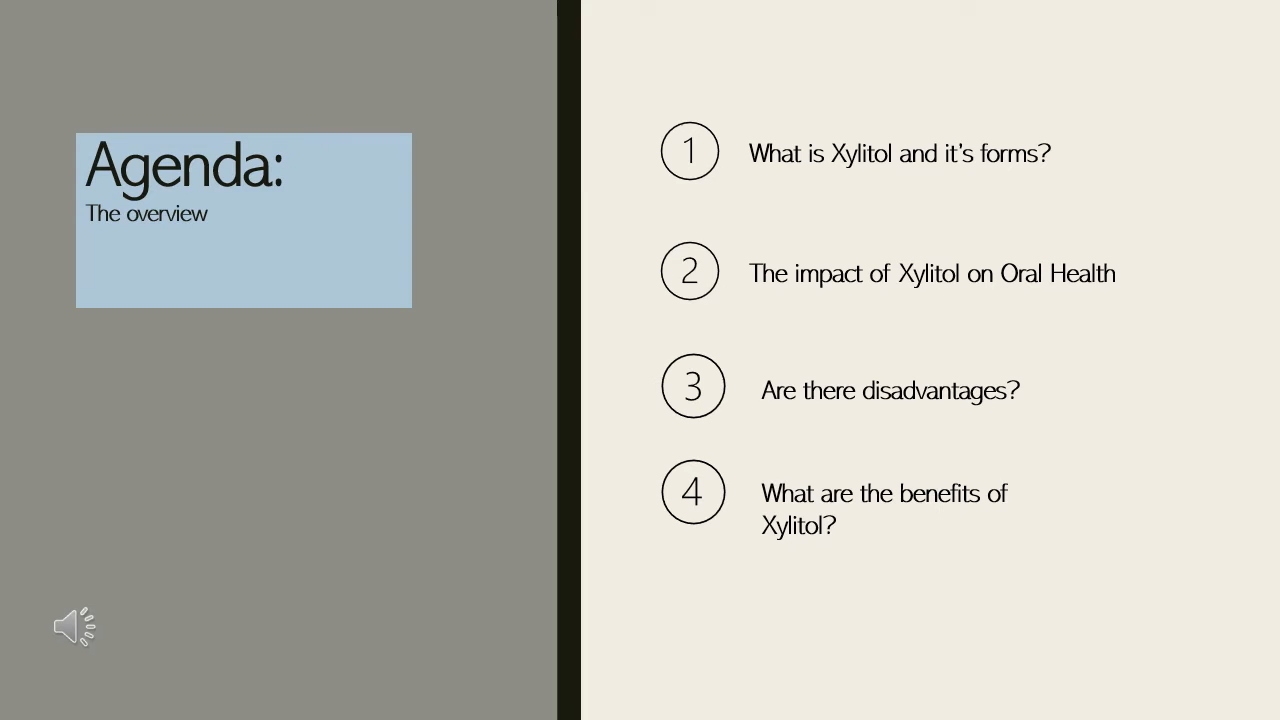 Agenda:
The overview
1
What is Xylitol and it's forms?
2
The impact of Xylitol on Oral Health
3
Are there disadvantages?
4
What are the benefits of
Xylitol?